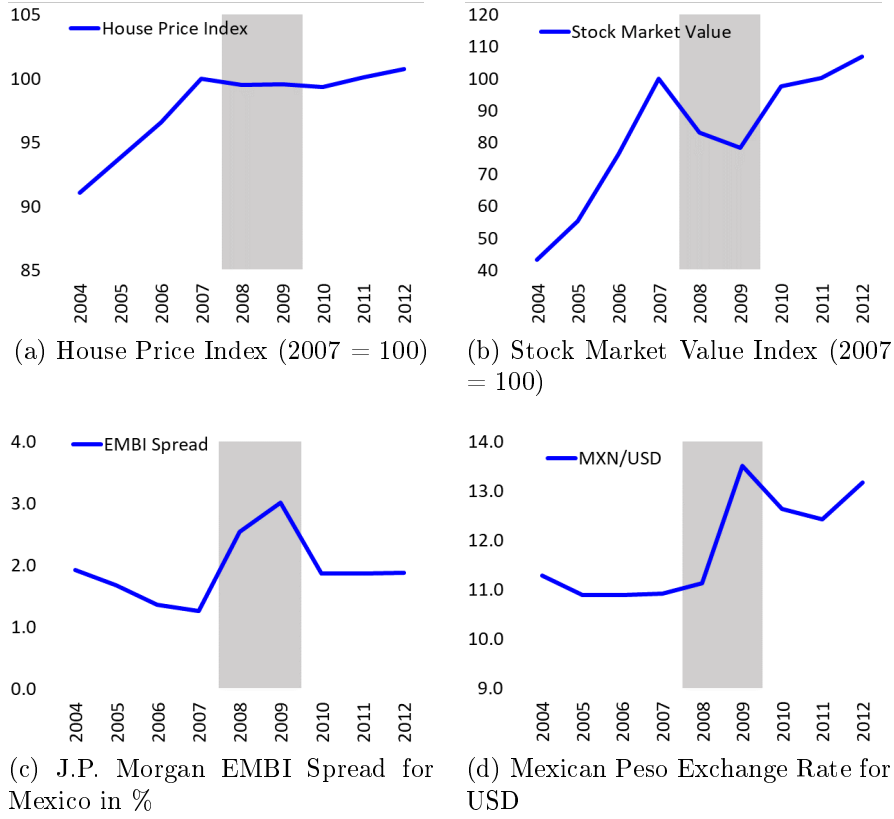 House Price Index
105
100
95
90
85
2004 2005 2006 2007 2008 2009 2010 2011 2012
(a) House Price Index (2007 = 100)
Stock Market Value
120
110
100
90
80
70
60
50
40
2004 2005 2006 2007 2008 2009 2010 2011 2012
(b) Stock Market Value Index (2007
= 100)
EMBI Spread
4.0
3.0
2.0
1.0
0.0
2004 2005 2006 2007 2008 2009 2010 2011 2012
(c) J.P. Morgan EMBI Spread for
Mexico in %
MXN/USD
14.0
13.0
12.0
11.0
10.0
9.0
2004 2005 2006 2007 2008 2009 2010 2011 2012
(d) Mexican Peso Exchange Rate for
USD